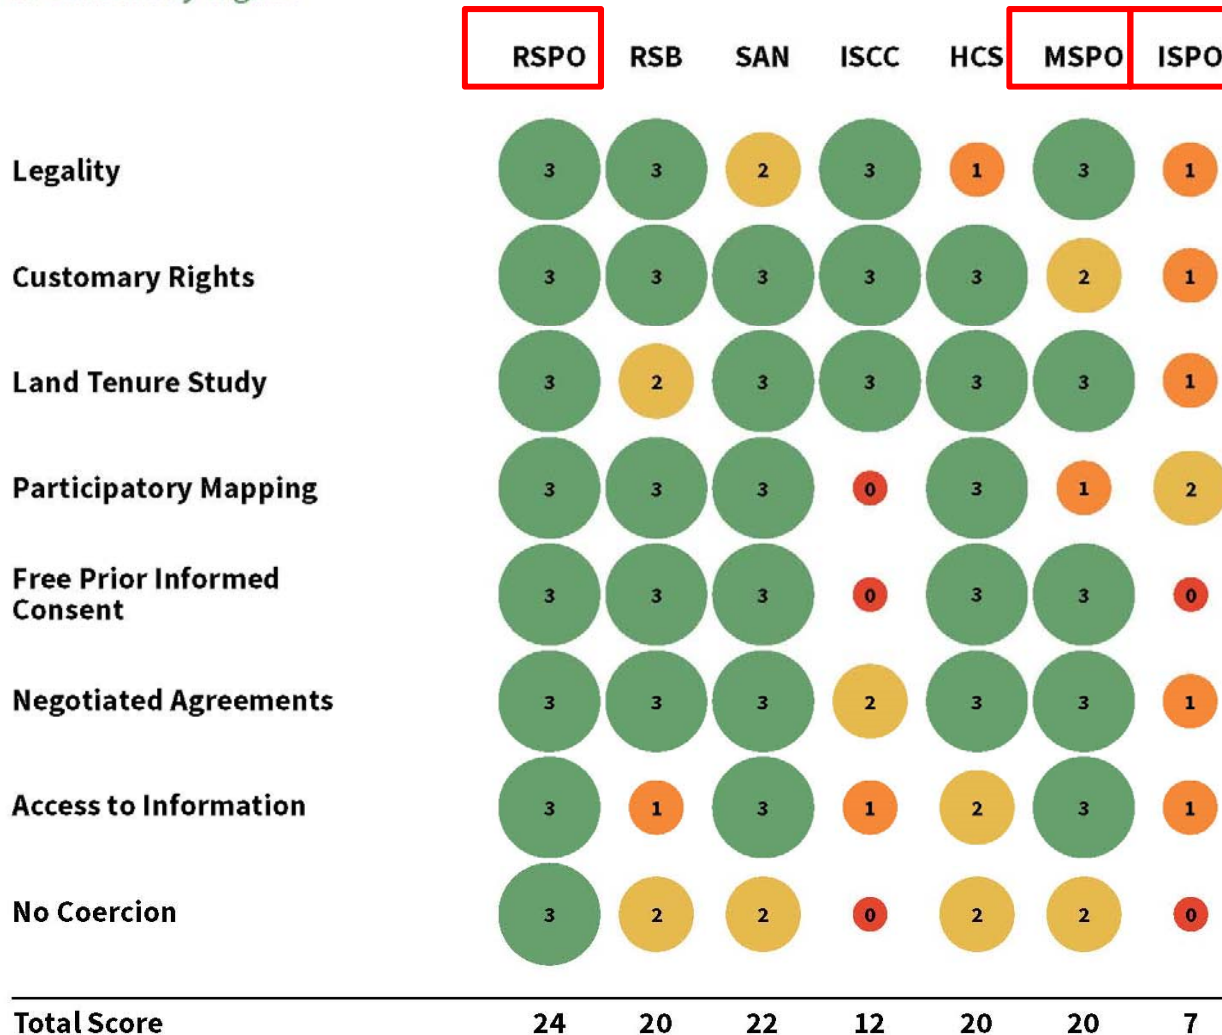 RSPO RSB SAN ISCC HCS MSPO ISPO
Legality 3 3 2 3 1 3 1
Customary Rights 3 3 3 3 3 2 1
Land Tenure Study 3 2 3 3 3 3 1
Participatory Mapping 3 3 3 0 3 1 2
Free Prior Informed
Consent 3 3 3 0 3 3 0
Negotiated Agreements 3 3 3 2 3 3 1
Access to Information 3 1 3 1 2 3 1
No Coercion 3 2 2 0 2 2 0
Total Score 24 20 22 12 20 20 7